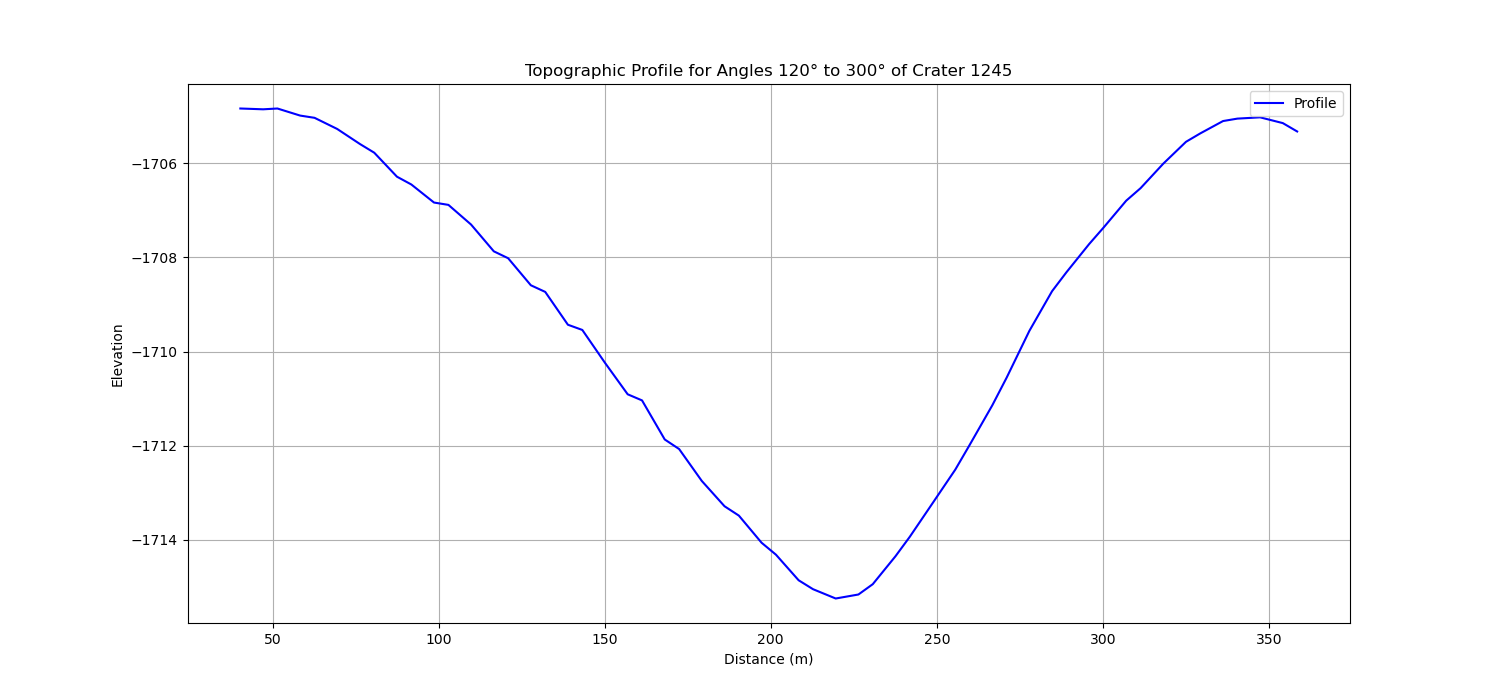 Topographic Profile for Angles 120° to 300° of Crater 1245
Profile
−1706
−1708
−1710
−1712
−1714
Elevation
50 100 150 200 250 300 350
Distance (m)